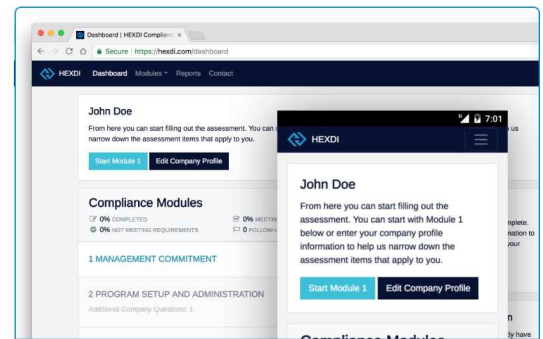 Dashboard | HEXDI Complianc
Secure https://hexdi.com/dashboard
HEXDI Dashboard Modules Reports Contact
John Doe
From here you can start filling out the assessment. You can s
us
narrow down the assessment items that apply to you.
Start Module 1 Edit Company Profile
Compliance Modules
0% COMPLETED
0% MEETIN
0% NOT MEETING REQUIREMENTS
0 FOLLOW-U
1 MANAGEMENT COMMITMENT
2 PROGRAM SETUP AND ADMINISTRATION
Additional Company Questions: 1
7:01
HEXDI
John Doe
From here you can start filling out the
assessment. You can start with Module 1
below or enter your company profile
information to help us narrow down the
assessment items that apply to you.
Start Module 1 Edit Company Profile
Compliance Modules
mplete.
mation to
your
n
dy have